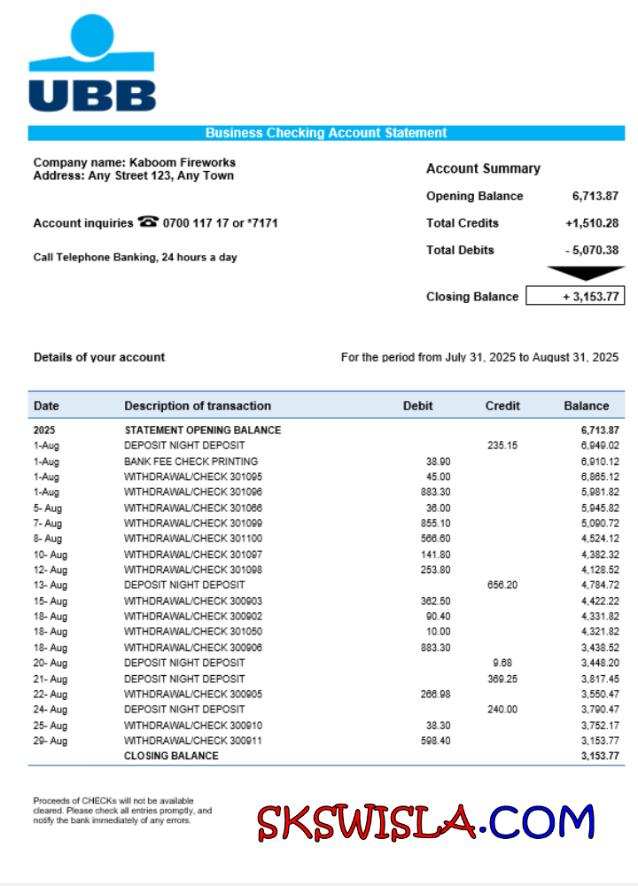 UBB
Business Checking Account Statement
Company name: Kaboom Fireworks
Address: Any Street 123, Any Town
Account Summary
Opening Balance 6,713.87
Account inquiries ☎ 0700 117 17 or *7171
Total Credits +1,510.28
Call Telephone Banking, 24 hours a day
Total Debits - 5,070.38
Closing Balance + 3,153.77
Details of your account For the period from July 31, 2025 to August 31, 2025
Date Description of transaction Debit Credit Balance
2025 STATEMENT OPENING BALANCE 6,713.87
1-Aug DEPOSIT NIGHT DEPOSIT 235.15 6,949.02
1-Aug BANK FEE CHECK PRINTING 38.90 6,910.12
1-Aug WITHDRAWAL/CHECK 301095 45.00 6,865.12
1-Aug WITHDRAWAL/CHECK 301096 883.30 5,981.82
5- Aug WITHDRAWAL/CHECK 301066 36.00 5,945.82
7- Aug WITHDRAWAL/CHECK 301099 855.10 5,090.72
8- Aug WITHDRAWAL/CHECK 301100 566.60 4,524.12
10- Aug WITHDRAWAL/CHECK 301097 141.80 4,382.32
12- Aug WITHDRAWAL/CHECK 301098 253.80 4,128.52
13- Aug DEPOSIT NIGHT DEPOSIT 656.20 4,784.72
15- Aug WITHDRAWAL/CHECK 300903 362.50 4,422.22
18- Aug WITHDRAWAL/CHECK 300902 90.40 4,331.82
18- Aug WITHDRAWAL/CHECK 301050 10.00 4,321.82
18- Aug WITHDRAWAL/CHECK 300906 883.30 3,438.52
20- Aug DEPOSIT NIGHT DEPOSIT 9.68 3,448.20
21- Aug DEPOSIT NIGHT DEPOSIT 369.25 3,817.45
22- Aug WITHDRAWAL/CHECK 300905 266.98 3,550.47
24- Aug DEPOSIT NIGHT DEPOSIT 240.00 3,790.47
25- Aug WITHDRAWAL/CHECK 300910 38.30 3,752.17
29- Aug WITHDRAWAL/CHECK 300911 598.40 3,153.77
CLOSING BALANCE 3,153.77
Proceeds of CHECKs will not be available
cleared. Please check all entries promptly, and
notify the bank immediately of any errors.
SKSWISLA.COM